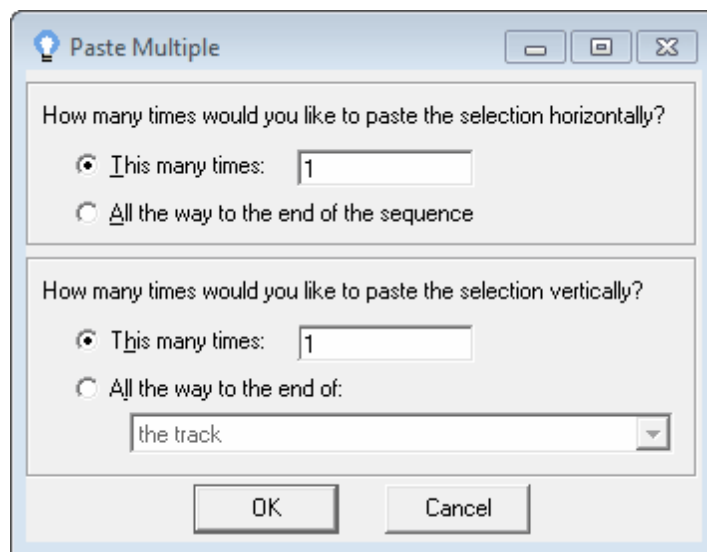 Paste Multiple
How many times would you like to paste the selection horizontally?
This many times: 1
All the way to the end of the sequence
How many times would you like to paste the selection vertically?
This many times: 1
All the way to the end of:
the track
OK Cancel